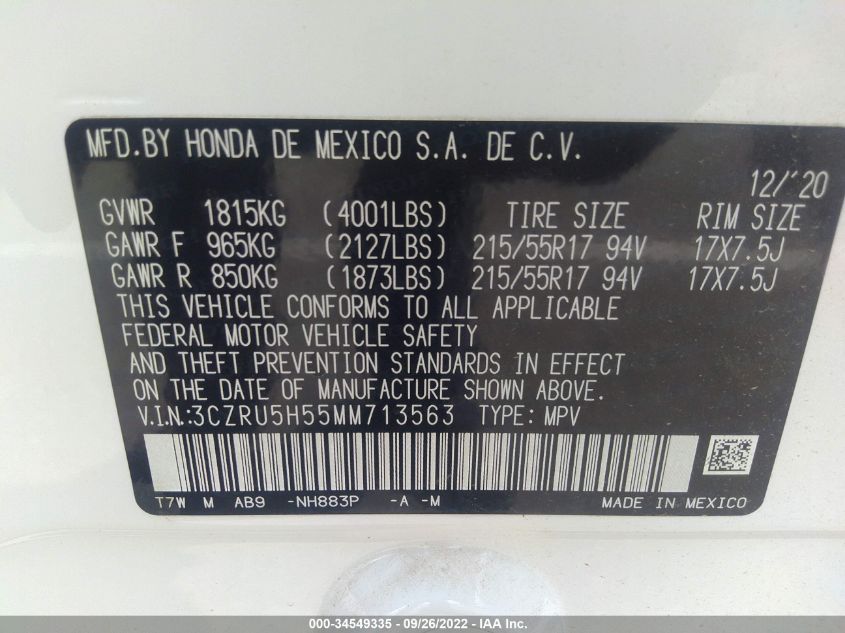 MFD.BY HONDA DE MEXICO S.A. DE C.V.
12/'20
GVWR 1815KG (4001LBS) TIRE SIZE RIM SIZE
GAWR F 965KG (2127LBS) 215/55R17 94V 17X7.5J
GAWR R 850KG (1873LBS) 215/55R17 94V 17X7.5J
THIS VEHICLE CONFORMS TO ALL APPLICABLE
FEDERAL MOTOR VEHICLE SAFETY
AND THEFT PREVENTION STANDARDS IN EFFECT
ON THE DATE OF MANUFACTURE SHOWN ABOVE.
V.I.N.:3CZRU5H55MM713563 TYPE: MPV
T7W M AB9 -NH883P -A -M MADE IN MEXICO
000-34549335 - 09/26/2022 - IAA Inc.